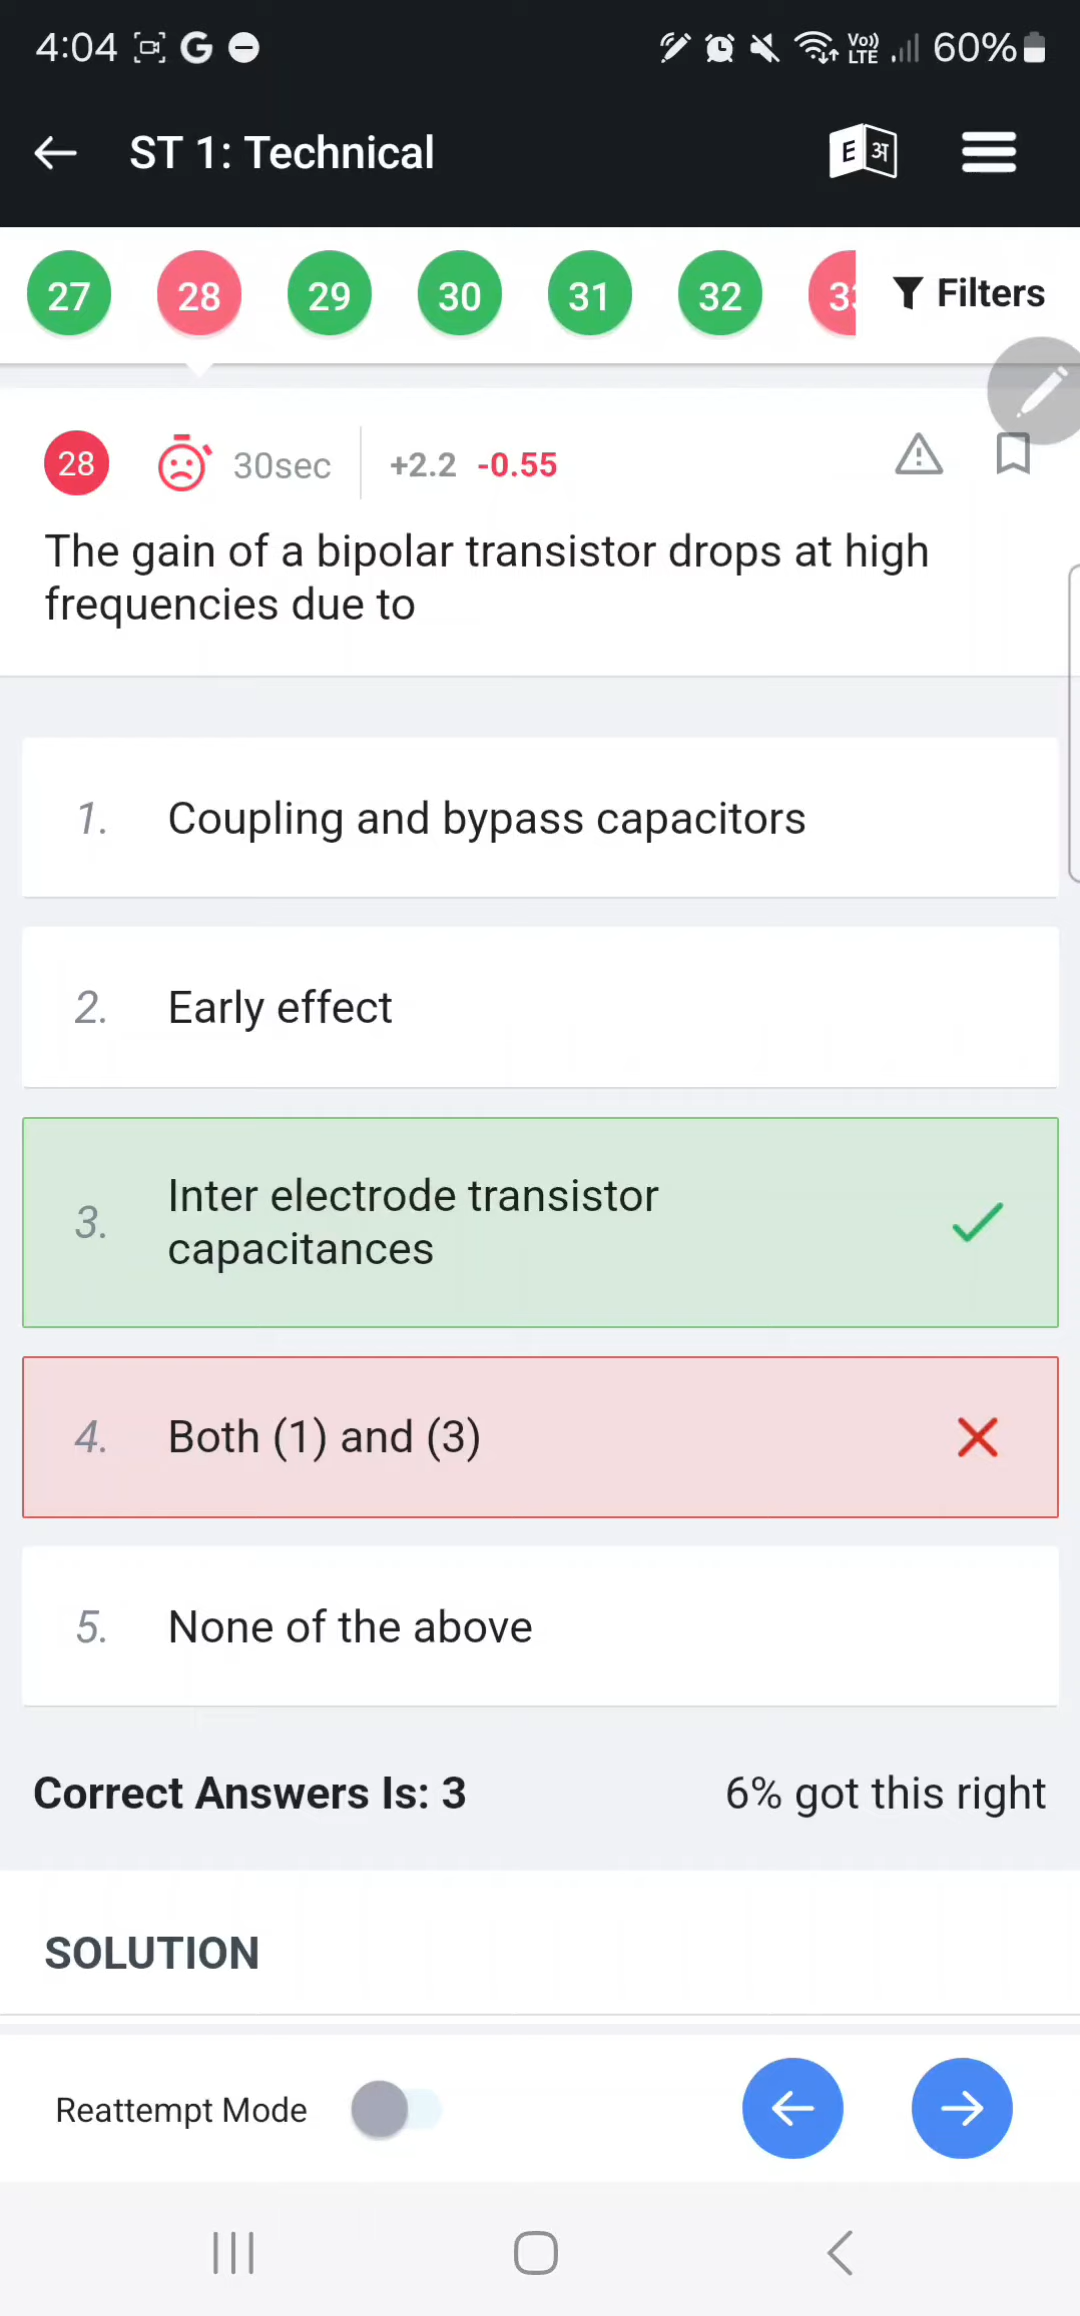 4:04 G Vo)) LTE 60%
ST 1: Technical E अ
27 28 29 30 31 32 Filters
28 30sec +2.2 -0.55
The gain of a bipolar transistor drops at high
frequencies due to
1. Coupling and bypass capacitors
2. Early effect
3. Inter electrode transistor
capacitances
4. Both (1) and (3)
5. None of the above
Correct Answers Is: 3 6% got this right
SOLUTION
Reattempt Mode